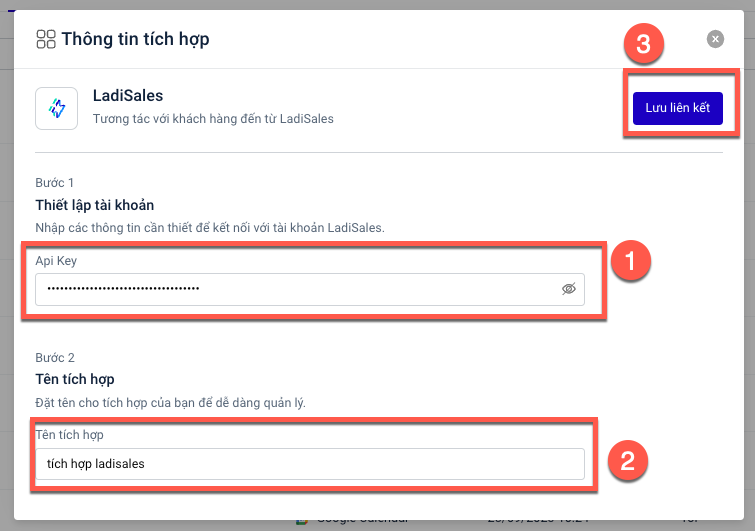 Thông tin tích hợp
3
LadiSales
Tương tác với khách hàng đến từ LadiSales
Lưu liên kết
Bước 1
Thiết lập tài khoản
Nhập các thông tin cần thiết để kết nối với tài khoản LadiSales.
Api Key
1
••••••••••••••••••••••••••••••••••••
Bước 2
Tên tích hợp
Đặt tên cho tích hợp của bạn để dễ dàng quản lý.
Tên tích hợp
tích hợp ladisales
2